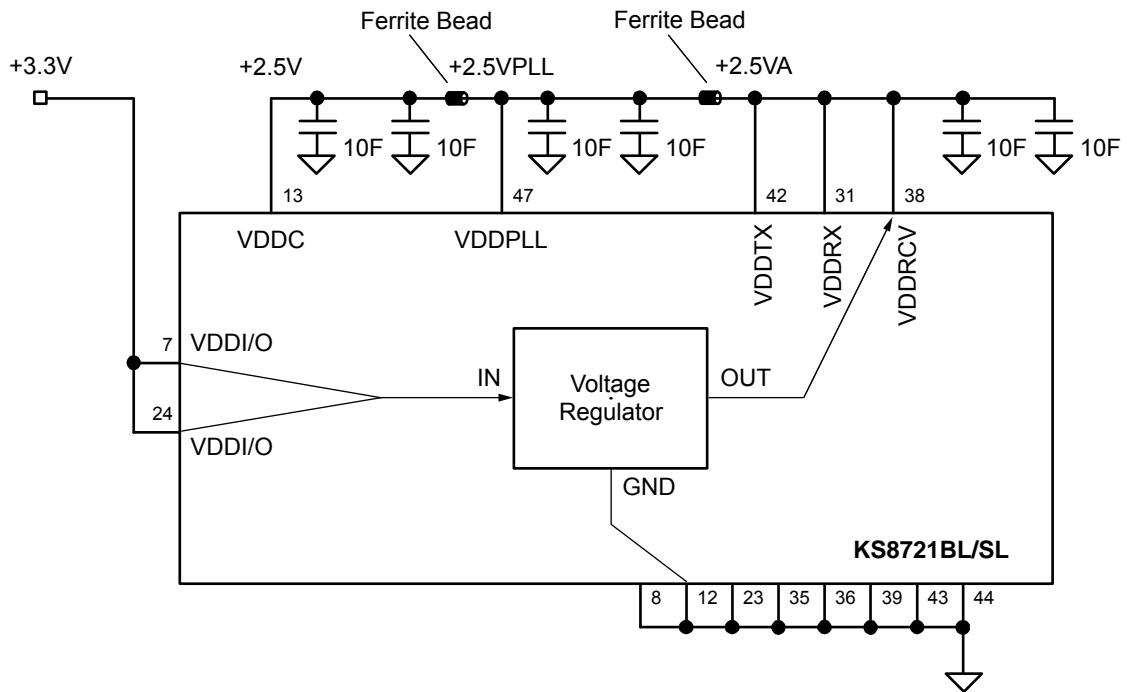 Ferrite Bead
Ferrite Bead
+3.3V
+2.5V
+2.5VPLL
+2.5VA
10F
10F
10F
10F
10F
10F
13
47
42
31
38
VDDC
VDDPLL
VDDTX
VDDRX
VDDRCV
7
VDDI/O
24
VDDI/O
IN
Voltage
Regulator
OUT
GND
KS8721BL/SL
8
12
23
35
36
39
43
44